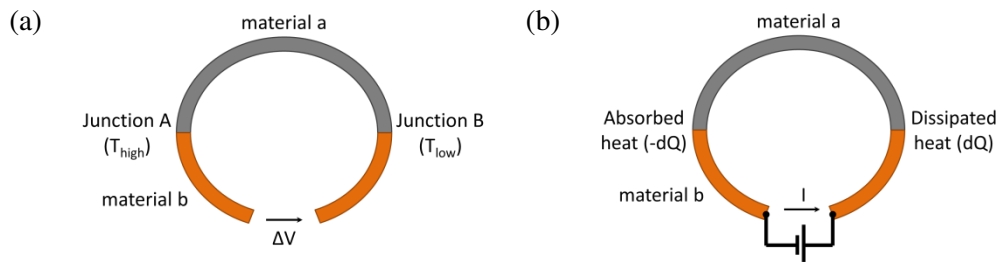 (a)
material a
Junction A
(T_high)
Junction B
(T_low)
material b
ΔV
(b)
material a
Absorbed
heat (-dQ)
Dissipated
heat (dQ)
material b
I